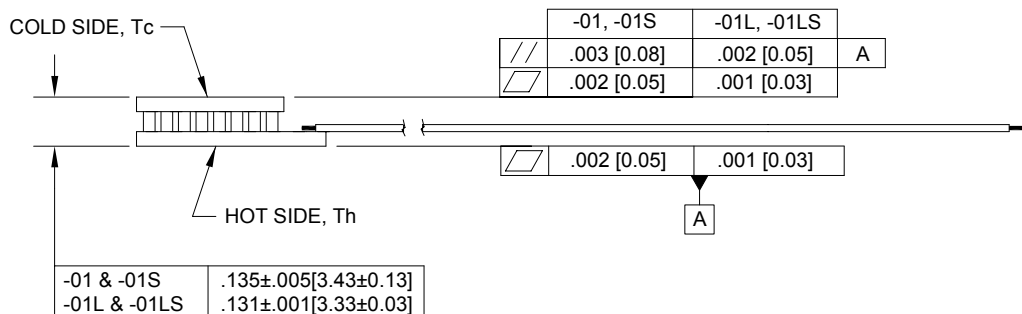 COLD SIDE, Tc
-01, -01S -01L, -01LS
.003 [0.08] .002 [0.05] A
.002 [0.05] .001 [0.03]
.002 [0.05] .001 [0.03]
A
HOT SIDE, Th
-01 & -01S .135±.005[3.43±0.13]
-01L & -01LS .131±.001[3.33±0.03]